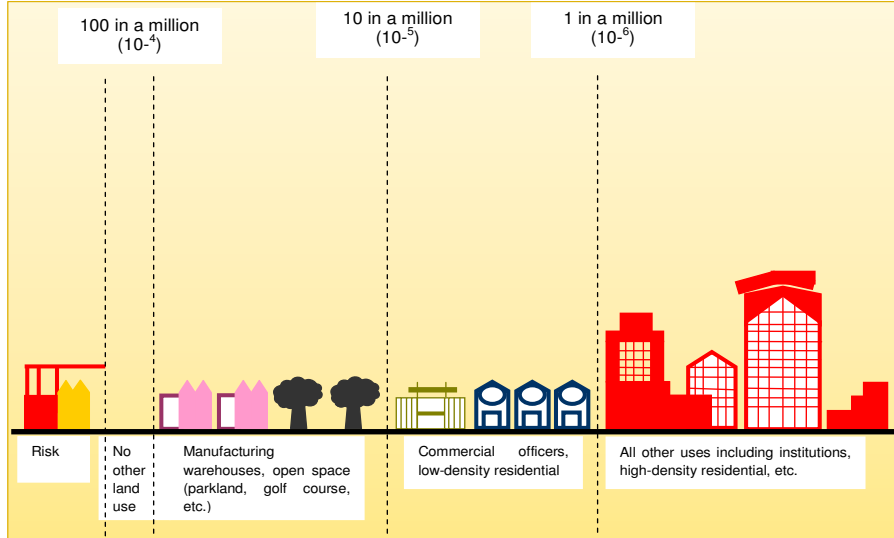 100 in a million
(10-⁴)
10 in a million
(10-⁵)
1 in a million
(10-⁶)
Risk
No
other
land
use
Manufacturing
warehouses, open space
(parkland, golf course,
etc.)
Commercial officers,
low-density residential
All other uses including institutions,
high-density residential, etc.